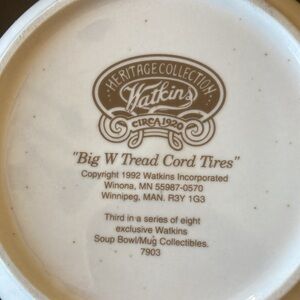 HERITAGE COLLECTION
Watkins
CIRCA 1920
"Big W Tread Cord Tires"
Copyright 1992 Watkins Incorporated
Winona, MN 55987-0570
Winnipeg, MAN. R3Y 1G3
Third in a series of eight
exclusive Watkins
Soup Bowl/Mug Collectibles.
7903